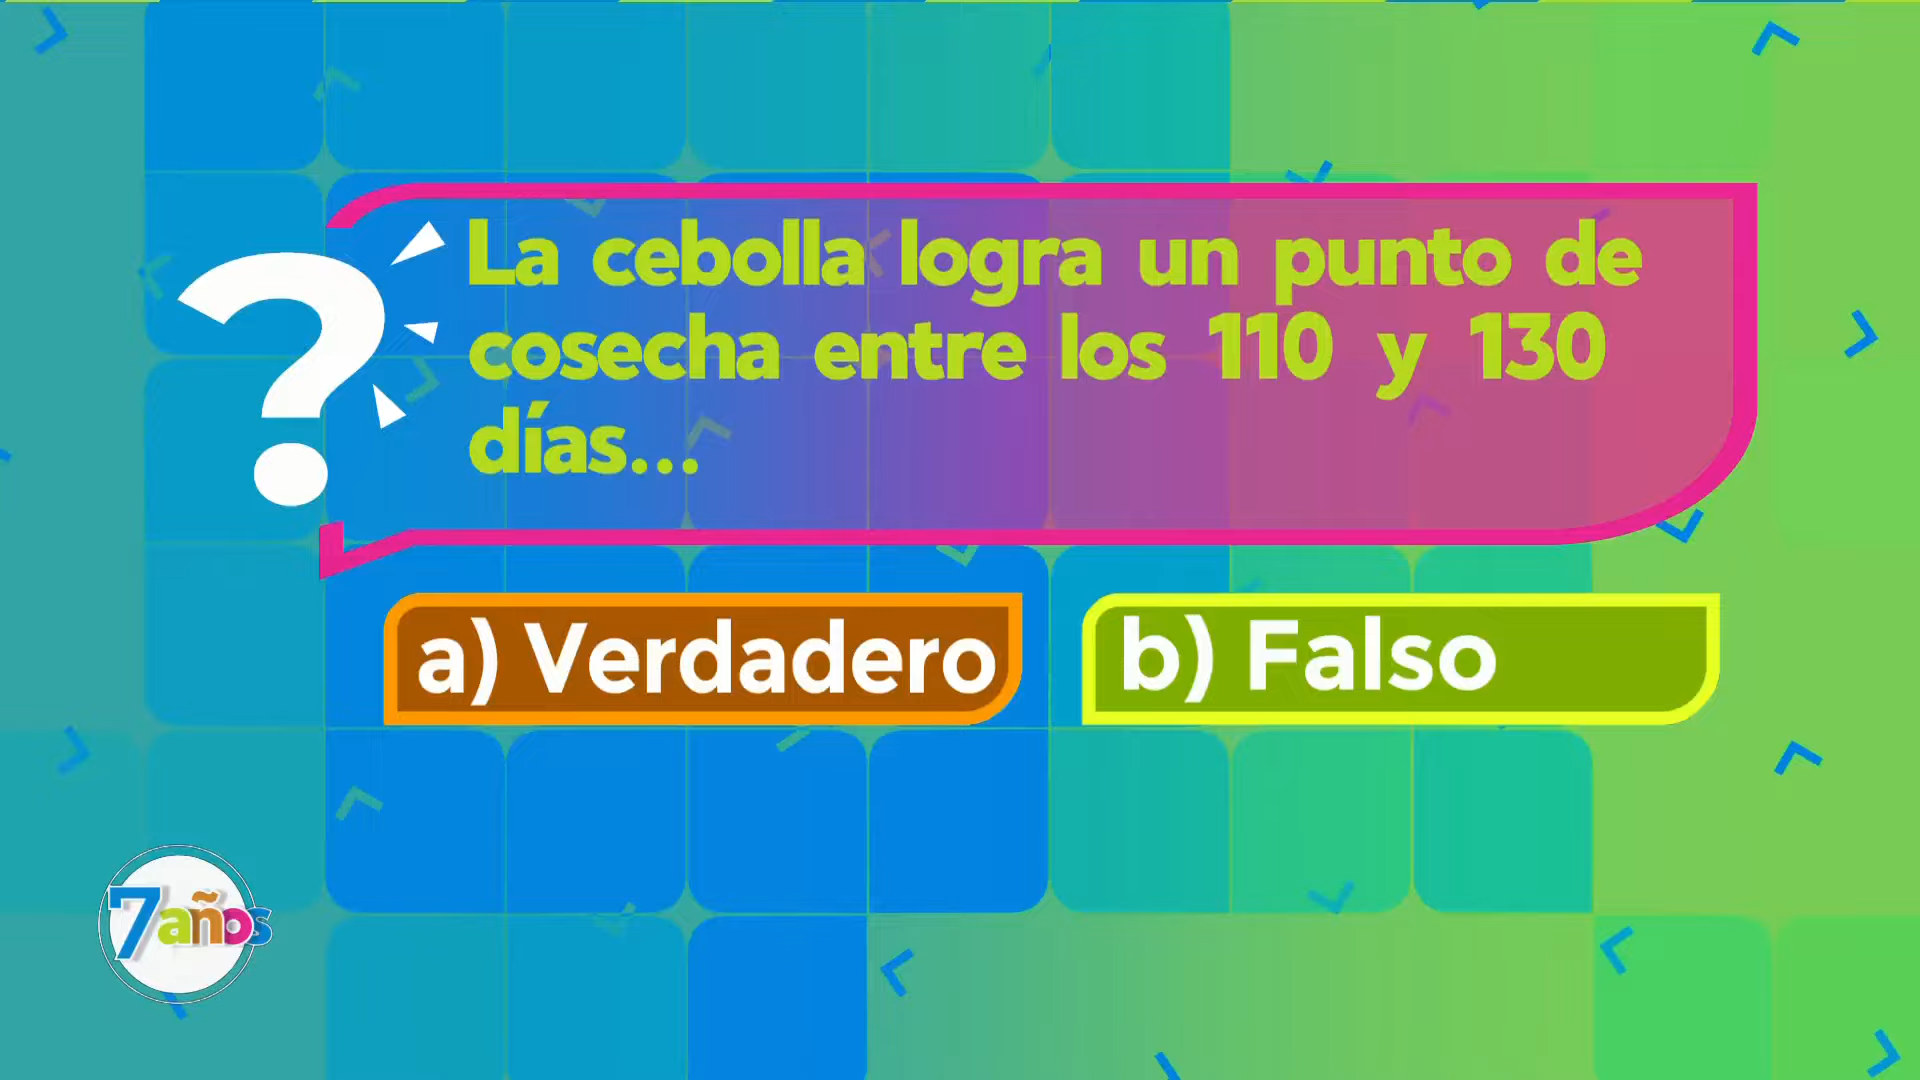 La cebolla logra un punto de
cosecha entre los 110 y 130
días...
a) Verdadero
b) Falso
7años